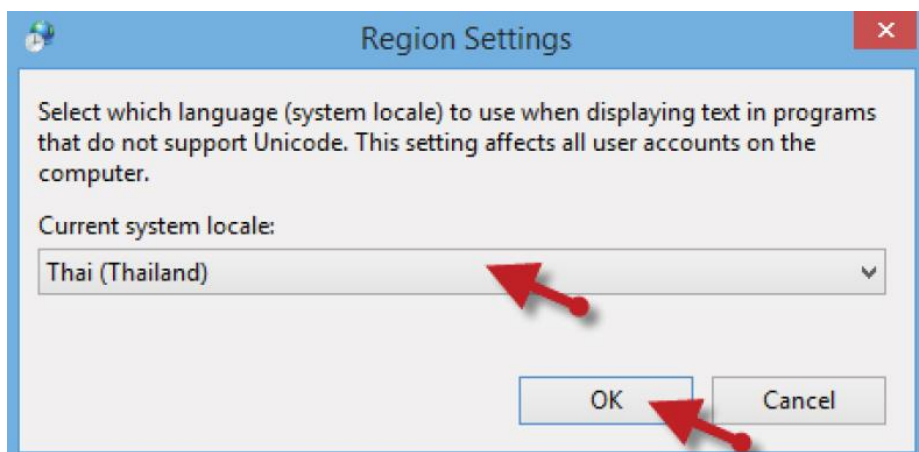 Region Settings
Select which language (system locale) to use when displaying text in programs
that do not support Unicode. This setting affects all user accounts on the
computer.
Current system locale:
Thai (Thailand)
OK
Cancel